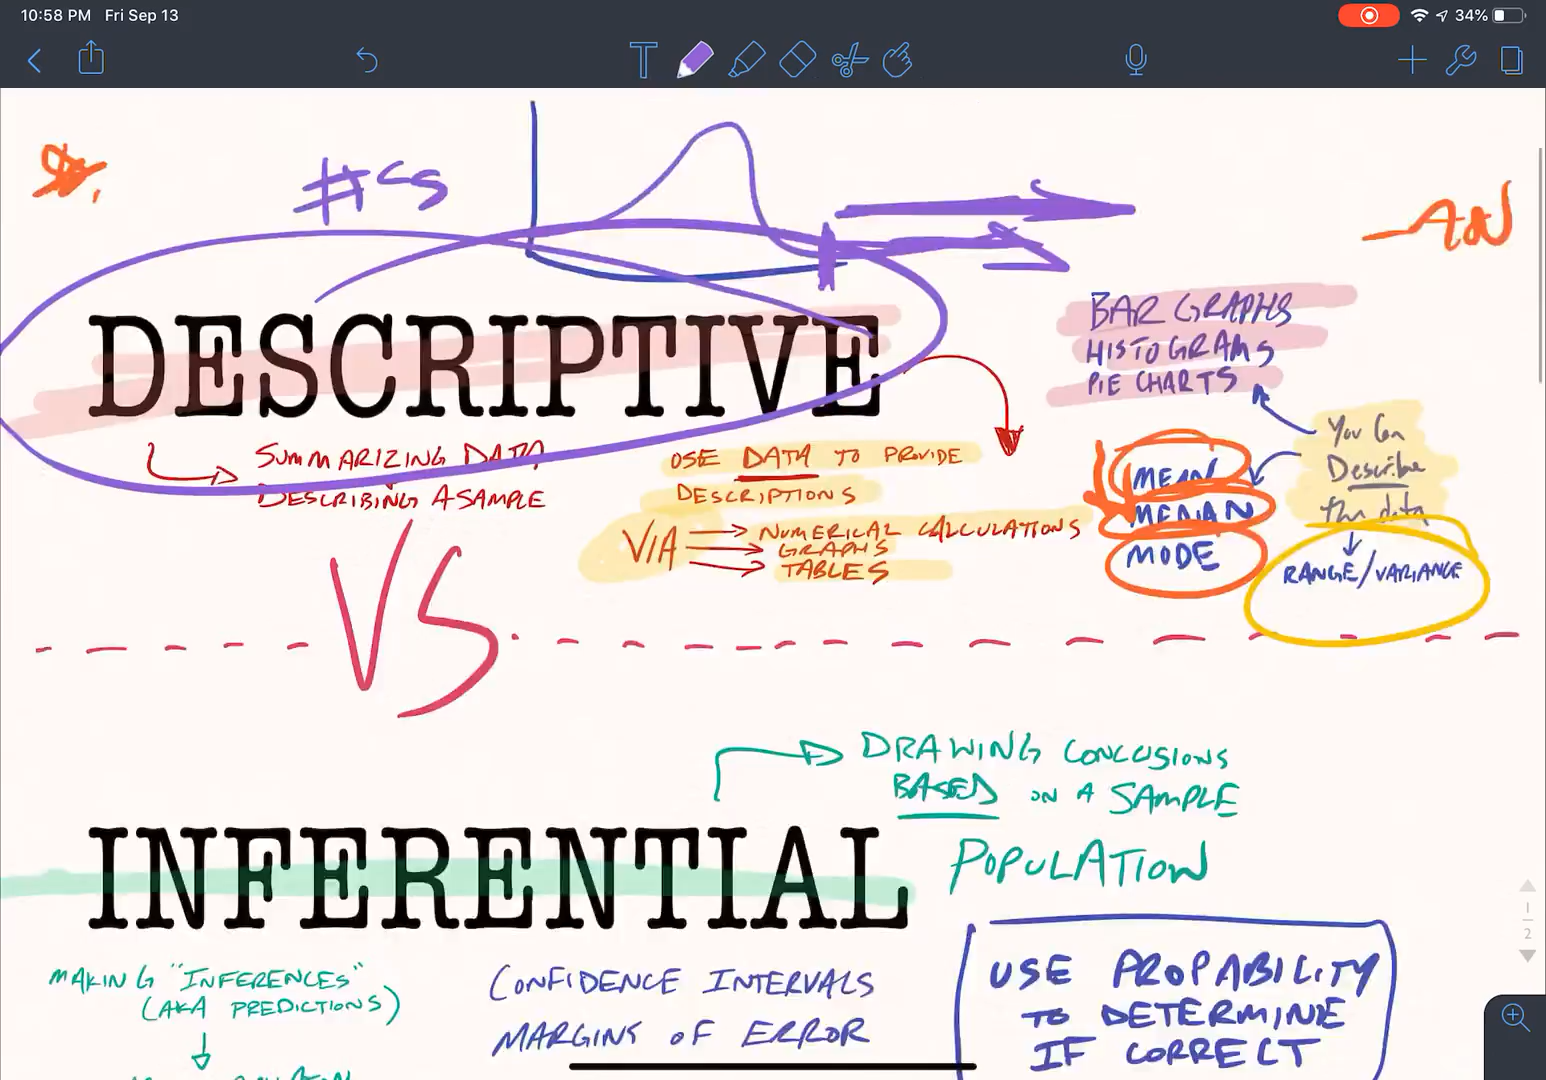 10:58 PM Fri Sep 13
34%
#'s
DESCRIPTIVE
SUMMARIZING DATA
DESCRIBING A SAMPLE
USE DATA TO PROVIDE
DESCRIPTIONS
VIA
NUMERICAL CALCULATIONS
GRAPHS
TABLES
BAR GRAPHS
HISTOGRAMS
PIE CHARTS
MEAN
MEDIAN
MODE
You Can
Describe
the data
RANGE/VARIANCE
VS
DRAWING CONCLUSIONS
BASED ON A SAMPLE
INFERENTIAL
POPULATION
MAKING "INFERENCES"
(AKA PREDICTIONS)
CONFIDENCE INTERVALS
MARGINS OF ERROR
USE PROPABILITY
TO DETERMINE
IF CORRECT
1
2